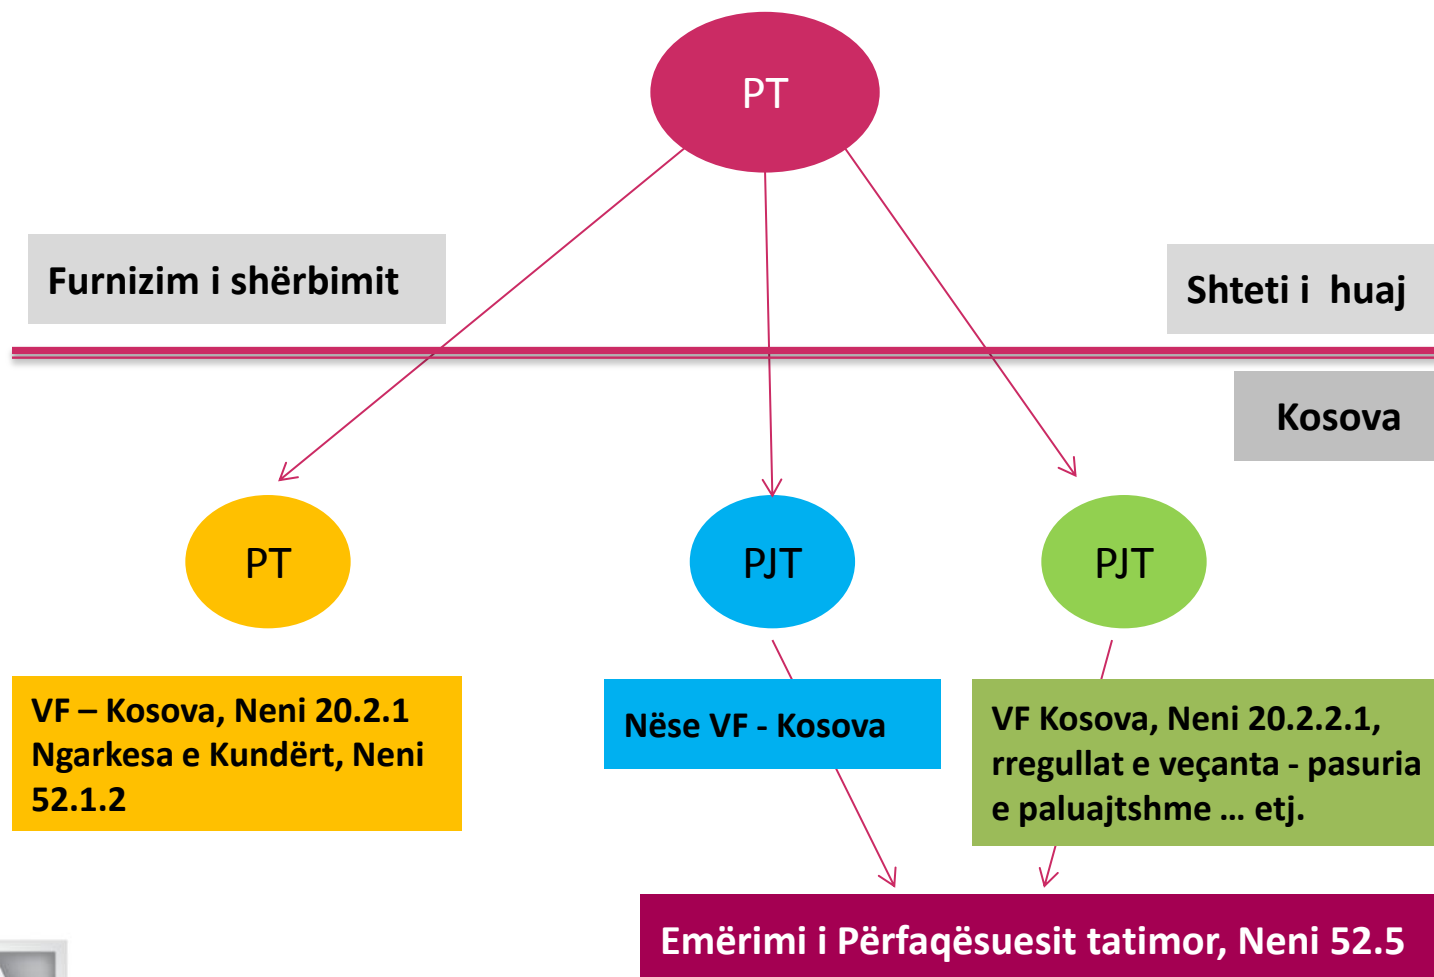 PT
Furnizim i shërbimit
Shteti i  huaj
Kosova
PT
PJT
PJT
VF – Kosova, Neni 20.2.1
Ngarkesa e Kundërt, Neni
52.1.2
Nëse VF - Kosova
VF Kosova, Neni 20.2.2.1,
rregullat e veçanta - pasuria
e paluajtshme … etj.
Emërimi i Përfaqësuesit tatimor, Neni 52.5